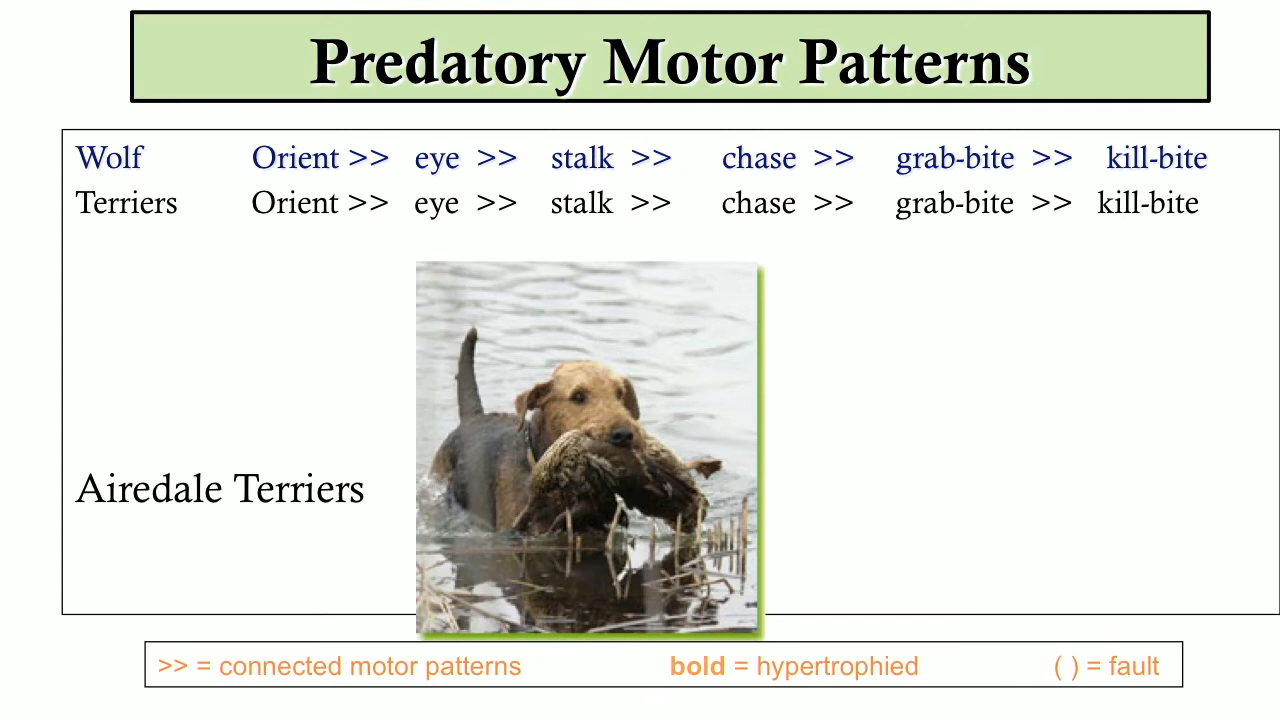 Predatory Motor Patterns
Wolf Orient >> eye >> stalk >> chase >> grab-bite >> kill-bite
Terriers Orient >> eye >> stalk >> chase >> grab-bite >> kill-bite
Airedale Terriers
>> = connected motor patterns bold = hypertrophied ( ) = fault